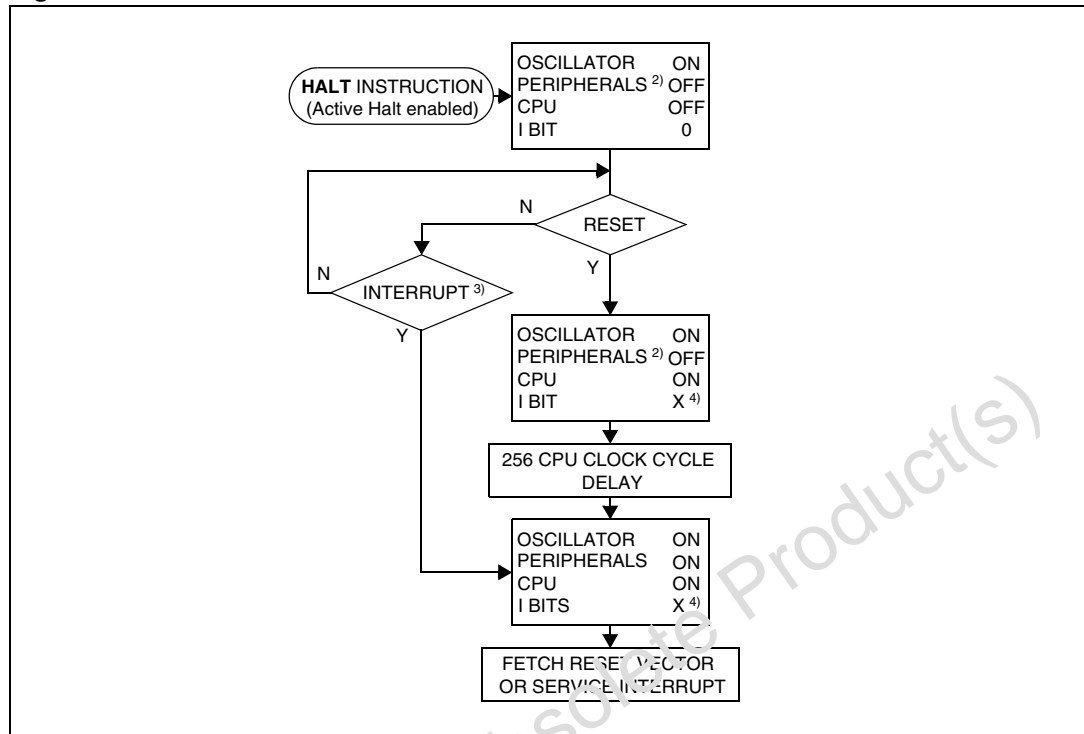 HALT INSTRUCTION
(Active Halt enabled)
OSCILLATOR ON
PERIPHERALS 2) OFF
CPU OFF
I BIT 0
N
RESET
Y
N
INTERRUPT 3)
Y
OSCILLATOR ON
PERIPHERALS 2) OFF
CPU ON
I BIT X 4)
256 CPU CLOCK CYCLE
DELAY
OSCILLATOR ON
PERIPHERALS ON
CPU ON
I BITS X 4)
FETCH RESET VECTOR
OR SERVICE INTERRUPT
Product(s)